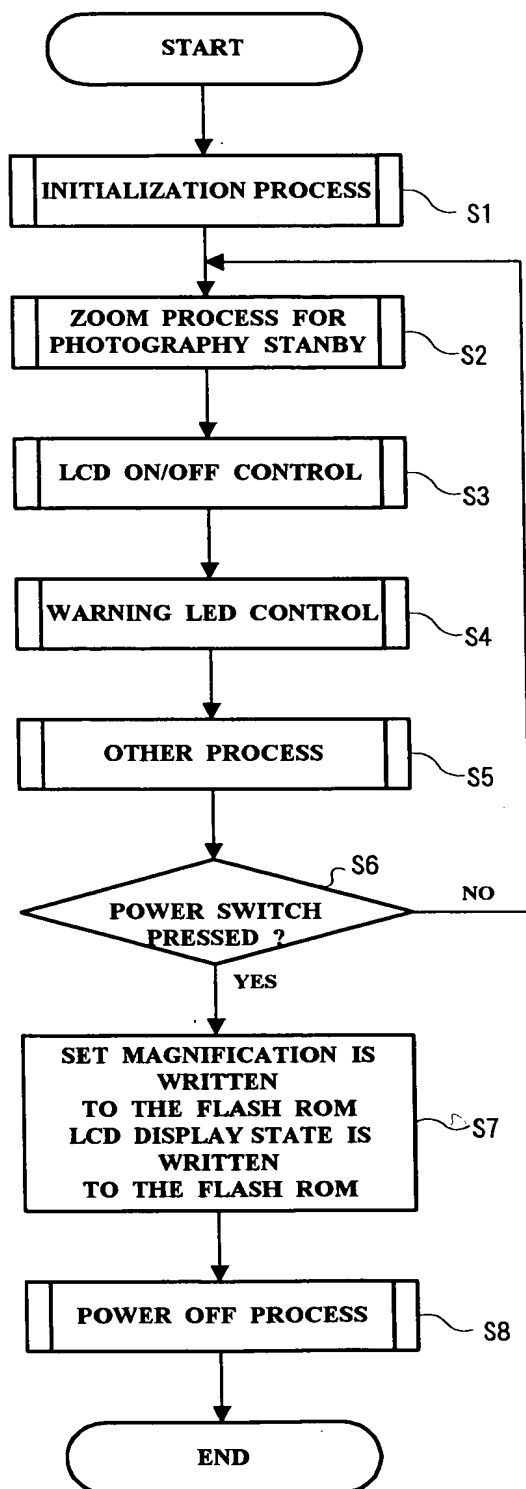 START
INITIALIZATION PROCESS
S1
ZOOM PROCESS FOR
PHOTOGRAPHY STANBY
S2
LCD ON/OFF CONTROL
S3
WARNING LED CONTROL
S4
OTHER PROCESS
S5
S6
POWER SWITCH
PRESSED ?
NO
YES
SET MAGNIFICATION IS
WRITTEN
TO THE FLASH ROM
LCD DISPLAY STATE IS
WRITTEN
TO THE FLASH ROM
S7
POWER OFF PROCESS
S8
END